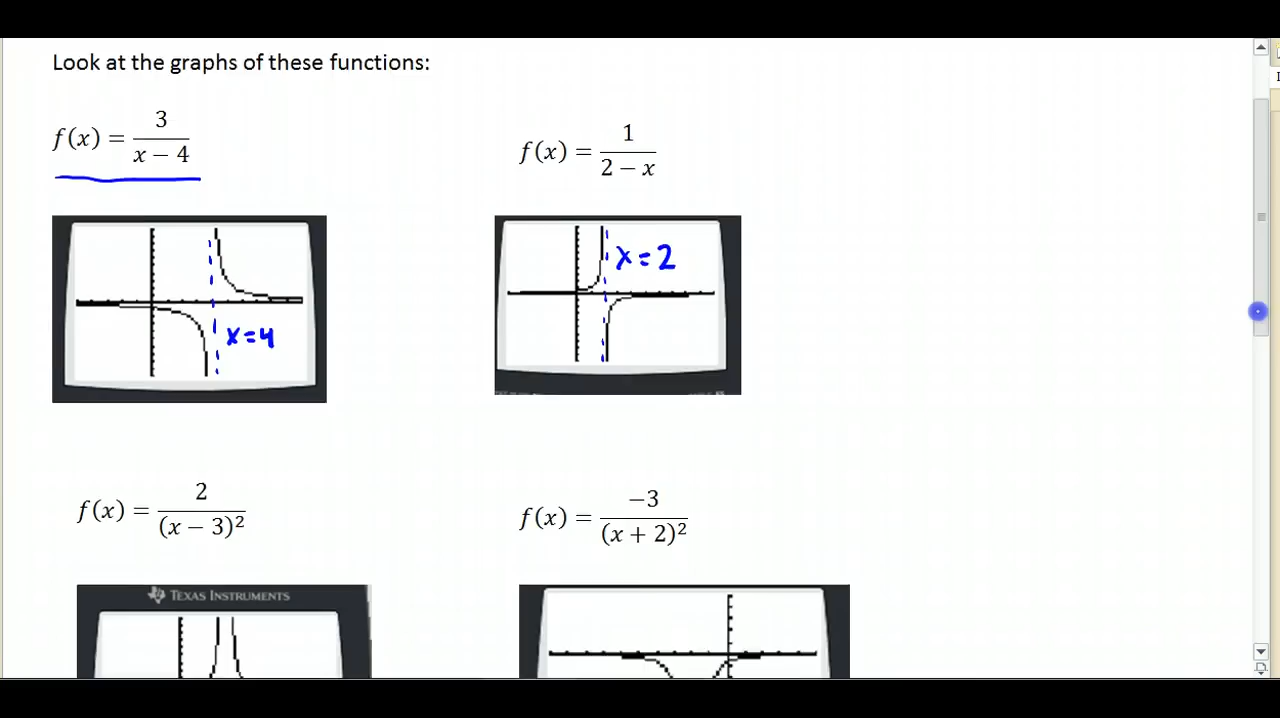 Look at the graphs of these functions:
f(x) = 3/(x − 4)
f(x) = 1/(2 − x)
x=4
x=2
f(x) = 2/(x − 3)²
f(x) = −3/(x + 2)²
TEXAS INSTRUMENTS